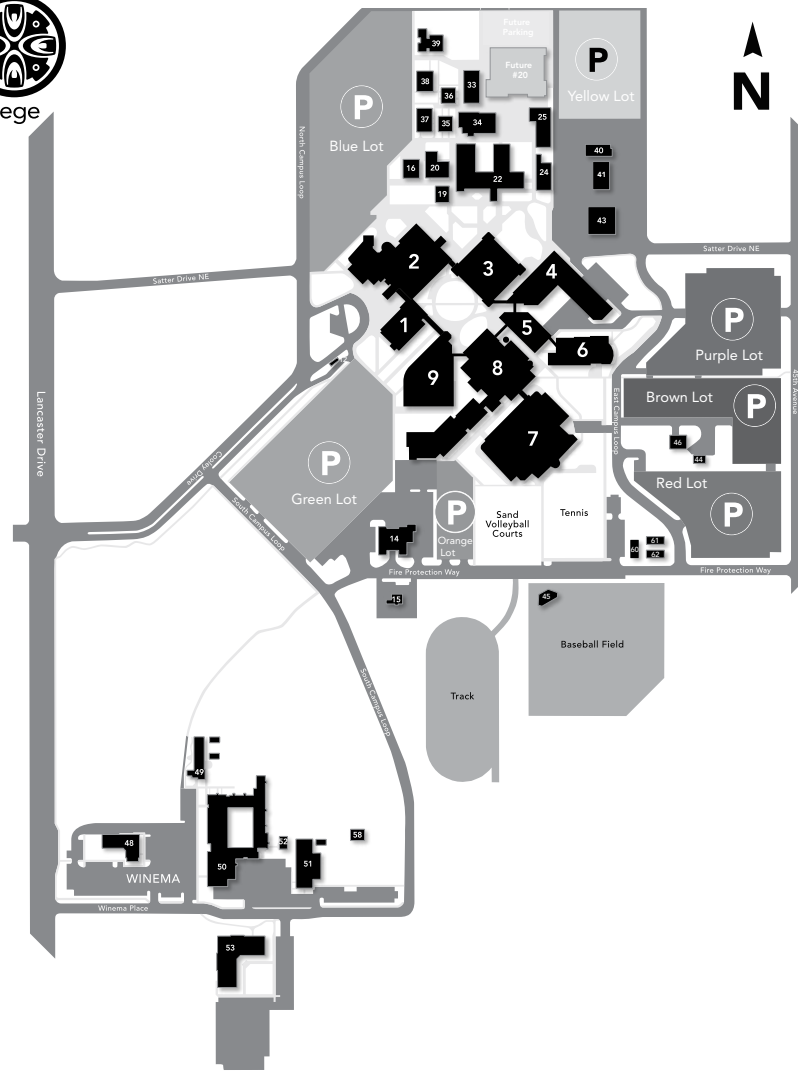 ege
N
Future
Parking
Future
#20
P
Yellow Lot
P
Blue Lot
39
38
36
33
37
35
34
25
16
20
19
22
24
40
41
43
North Campus Loop
Satter Drive NE
Satter Drive NE
2
3
4
1
5
6
9
8
7
P
Purple Lot
Brown Lot
P
45th Avenue
East Campus Loop
46
44
Red Lot
P
Lancaster Drive
Cooley Drive
P
Green Lot
South Campus Loop
P
Orange
Lot
Sand
Volleyball
Courts
Tennis
14
60
61
62
Fire Protection Way
Fire Protection Way
15
45
Baseball Field
Track
South Campus Loop
49
48
WINEMA
50
52
51
58
Winema Place
53